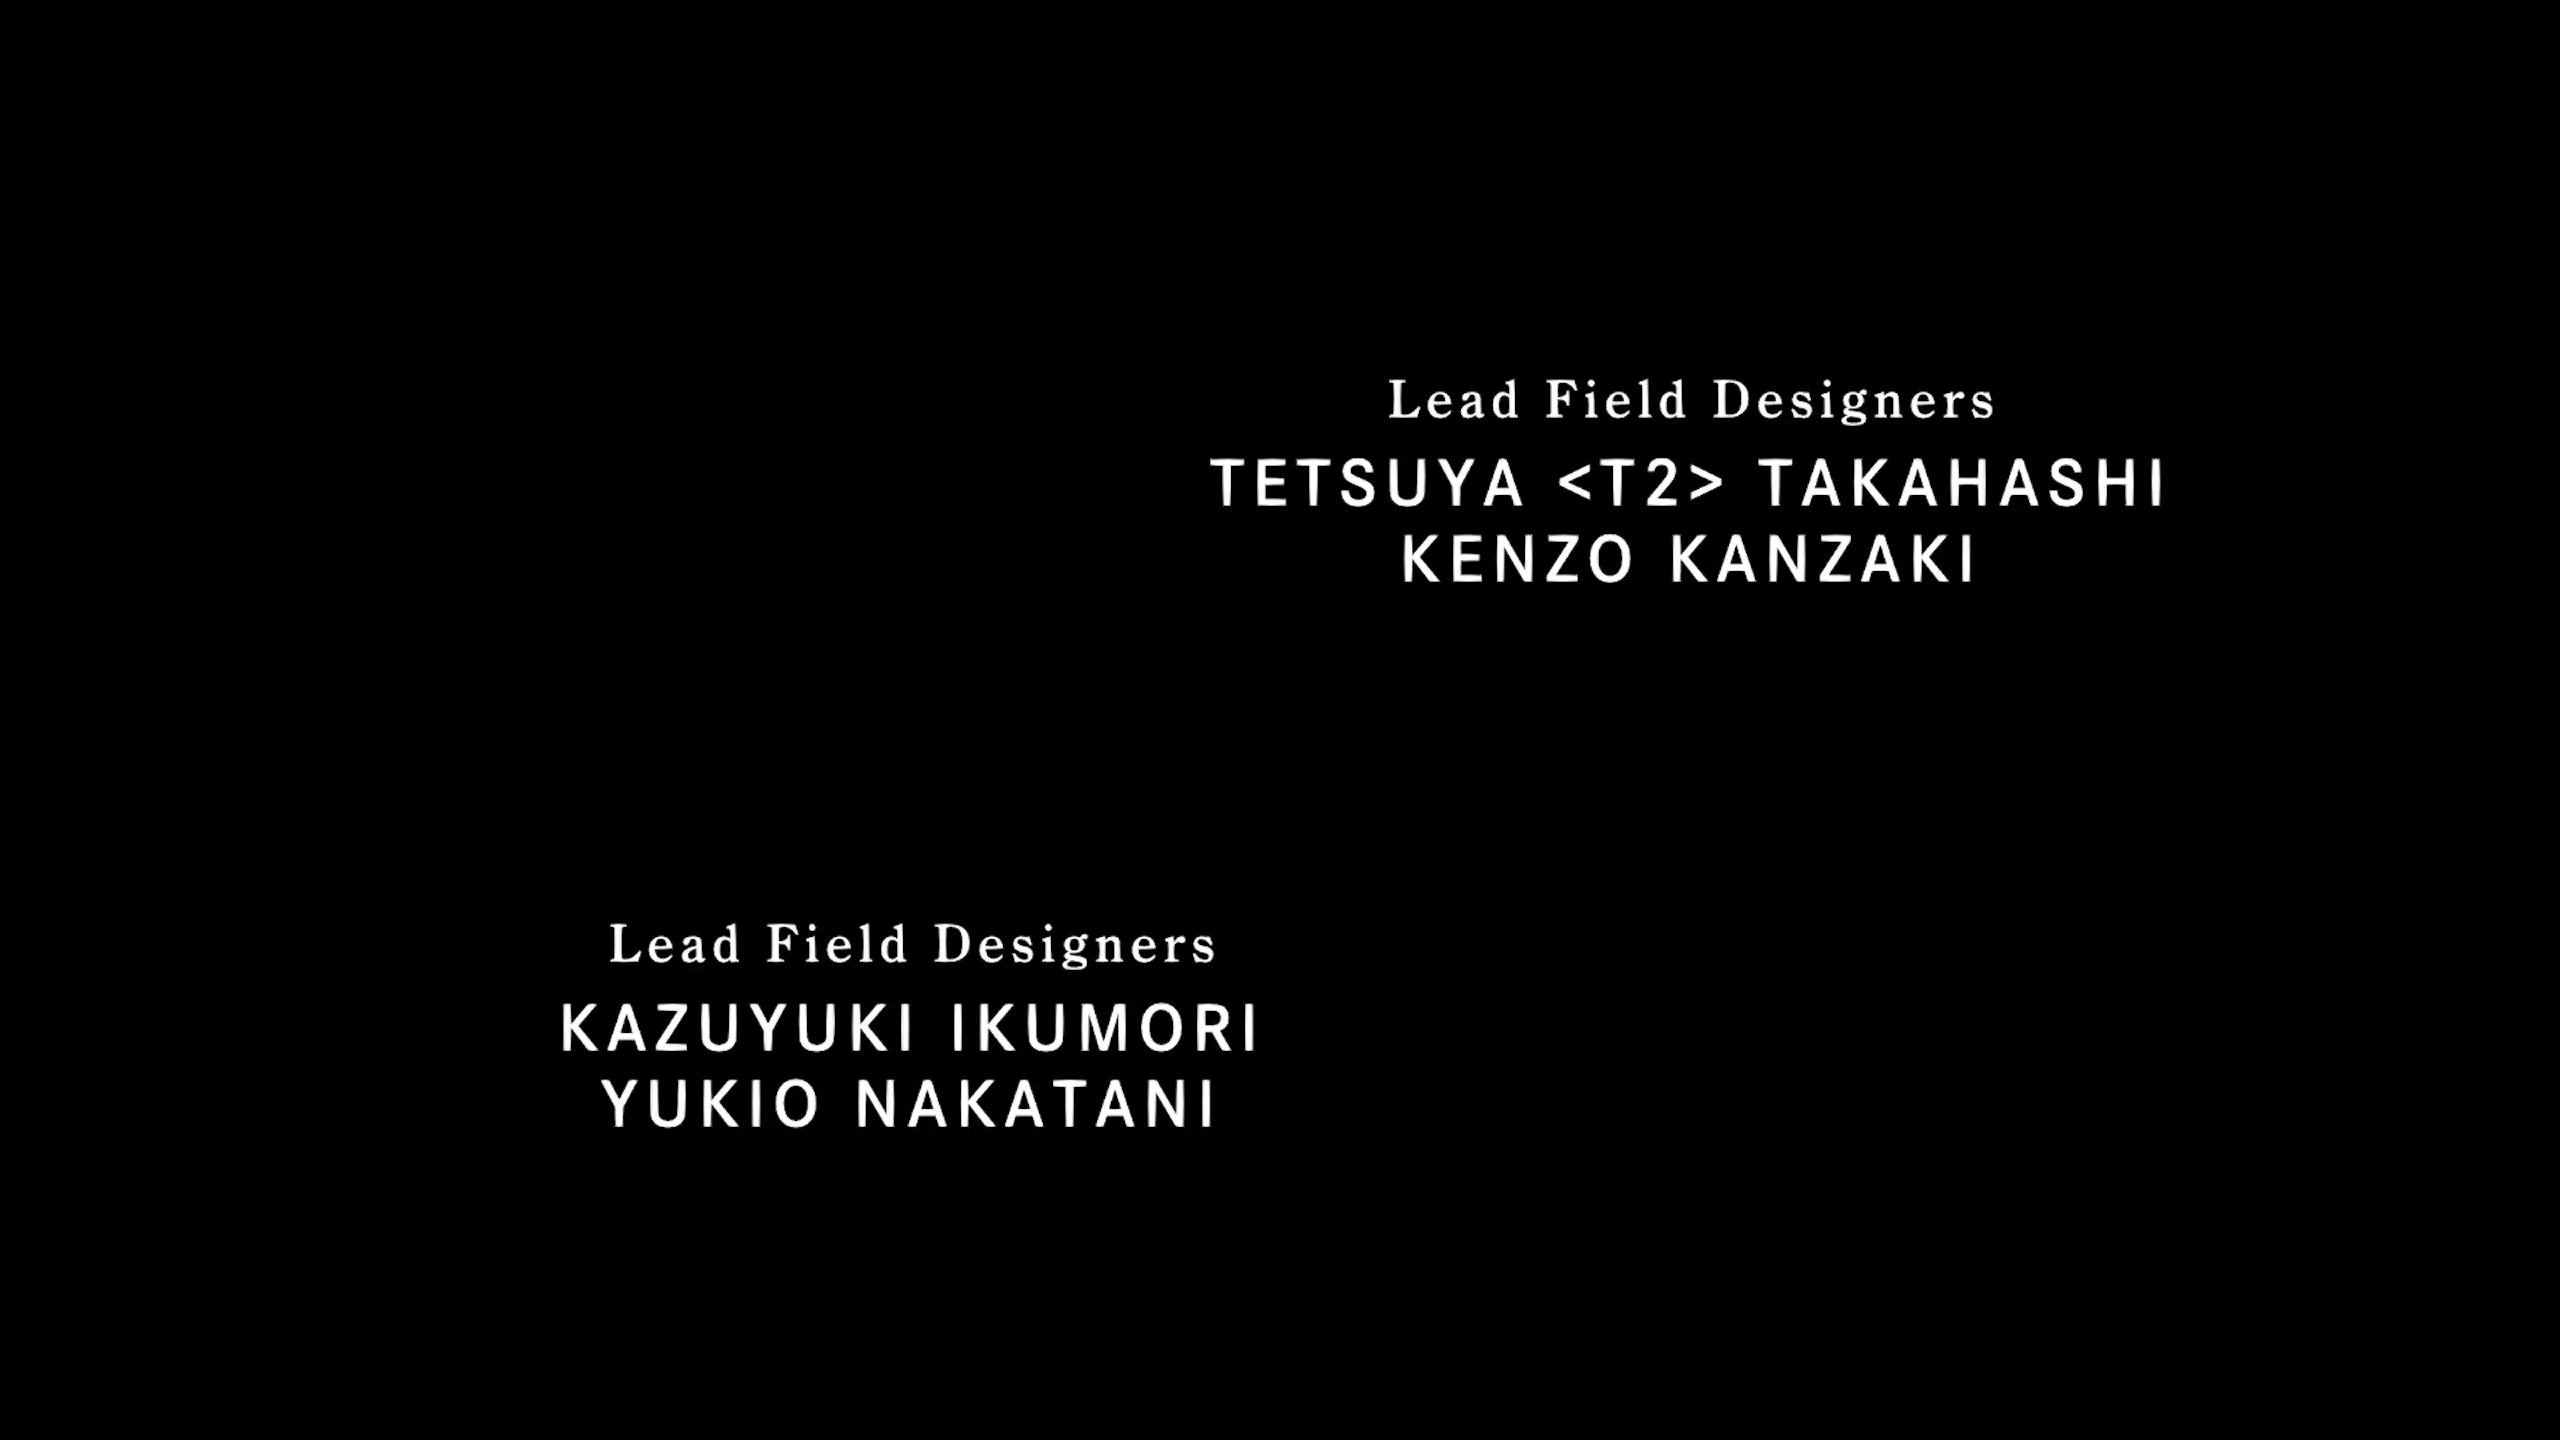 Lead Field Designers
TETSUYA <T2> TAKAHASHI
KENZO KANZAKI
Lead Field Designers
KAZUYUKI IKUMORI
YUKIO NAKATANI